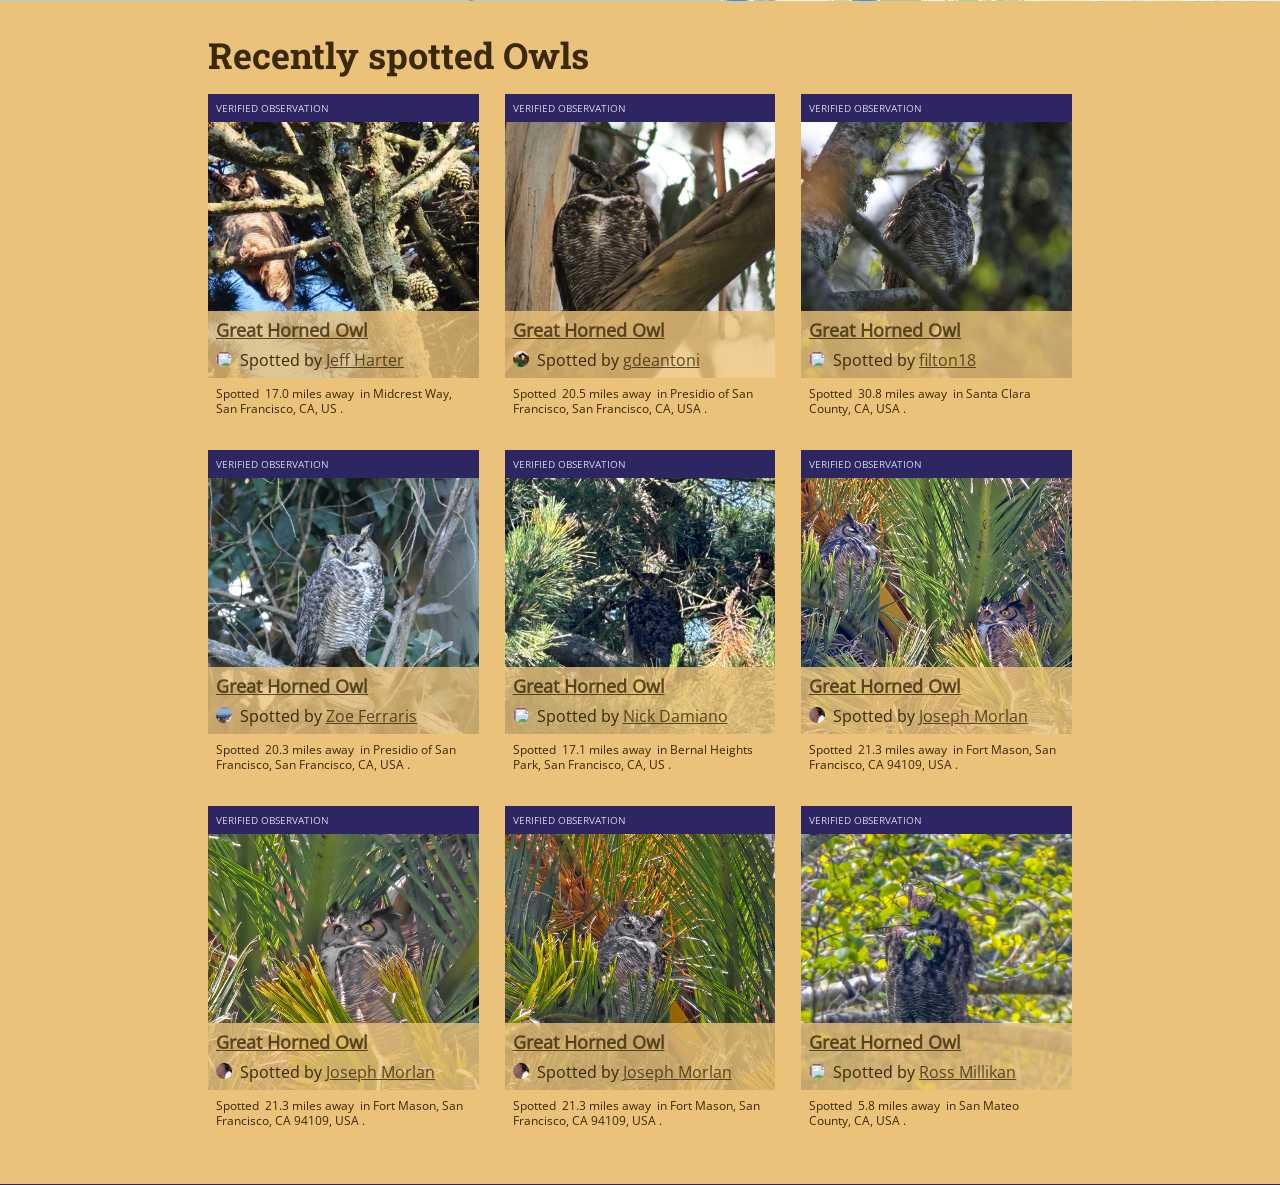 Recently spotted Owls
VERIFIED OBSERVATION
Great Horned Owl
Spotted by Jeff Harter
Spotted 17.0 miles away in Midcrest Way,
San Francisco, CA, US .
VERIFIED OBSERVATION
Great Horned Owl
Spotted by gdeantoni
Spotted 20.5 miles away in Presidio of San
Francisco, San Francisco, CA, USA .
VERIFIED OBSERVATION
Great Horned Owl
Spotted by filton18
Spotted 30.8 miles away in Santa Clara
County, CA, USA .
VERIFIED OBSERVATION
Great Horned Owl
Spotted by Zoe Ferraris
Spotted 20.3 miles away in Presidio of San
Francisco, San Francisco, CA, USA .
VERIFIED OBSERVATION
Great Horned Owl
Spotted by Nick Damiano
Spotted 17.1 miles away in Bernal Heights
Park, San Francisco, CA, US .
VERIFIED OBSERVATION
Great Horned Owl
Spotted by Joseph Morlan
Spotted 21.3 miles away in Fort Mason, San
Francisco, CA 94109, USA .
VERIFIED OBSERVATION
Great Horned Owl
Spotted by Joseph Morlan
Spotted 21.3 miles away in Fort Mason, San
Francisco, CA 94109, USA .
VERIFIED OBSERVATION
Great Horned Owl
Spotted by Joseph Morlan
Spotted 21.3 miles away in Fort Mason, San
Francisco, CA 94109, USA .
VERIFIED OBSERVATION
Great Horned Owl
Spotted by Ross Millikan
Spotted 5.8 miles away in San Mateo
County, CA, USA .